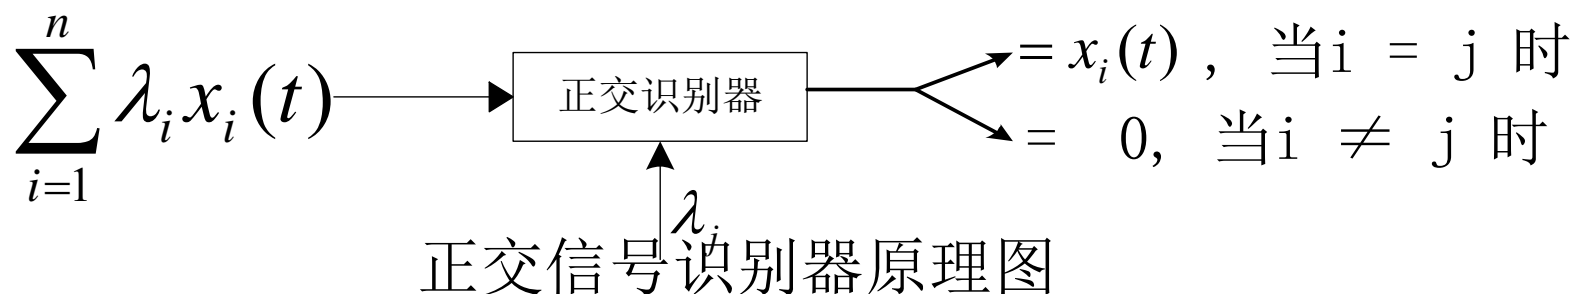 n
∑ λᵢxᵢ(t)
i=1
正交识别器
= xᵢ(t) , 当i = j 时
= 0, 当i ≠ j 时
λⱼ
正交信号识别器原理图